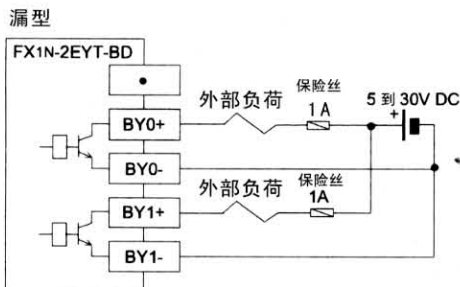 漏型
FX1N-2EYT-BD
BY0+
外部负荷
保险丝
1 A
5 到 30V DC
+
BY0-
BY1+
外部负荷
保险丝
1A
BY1-